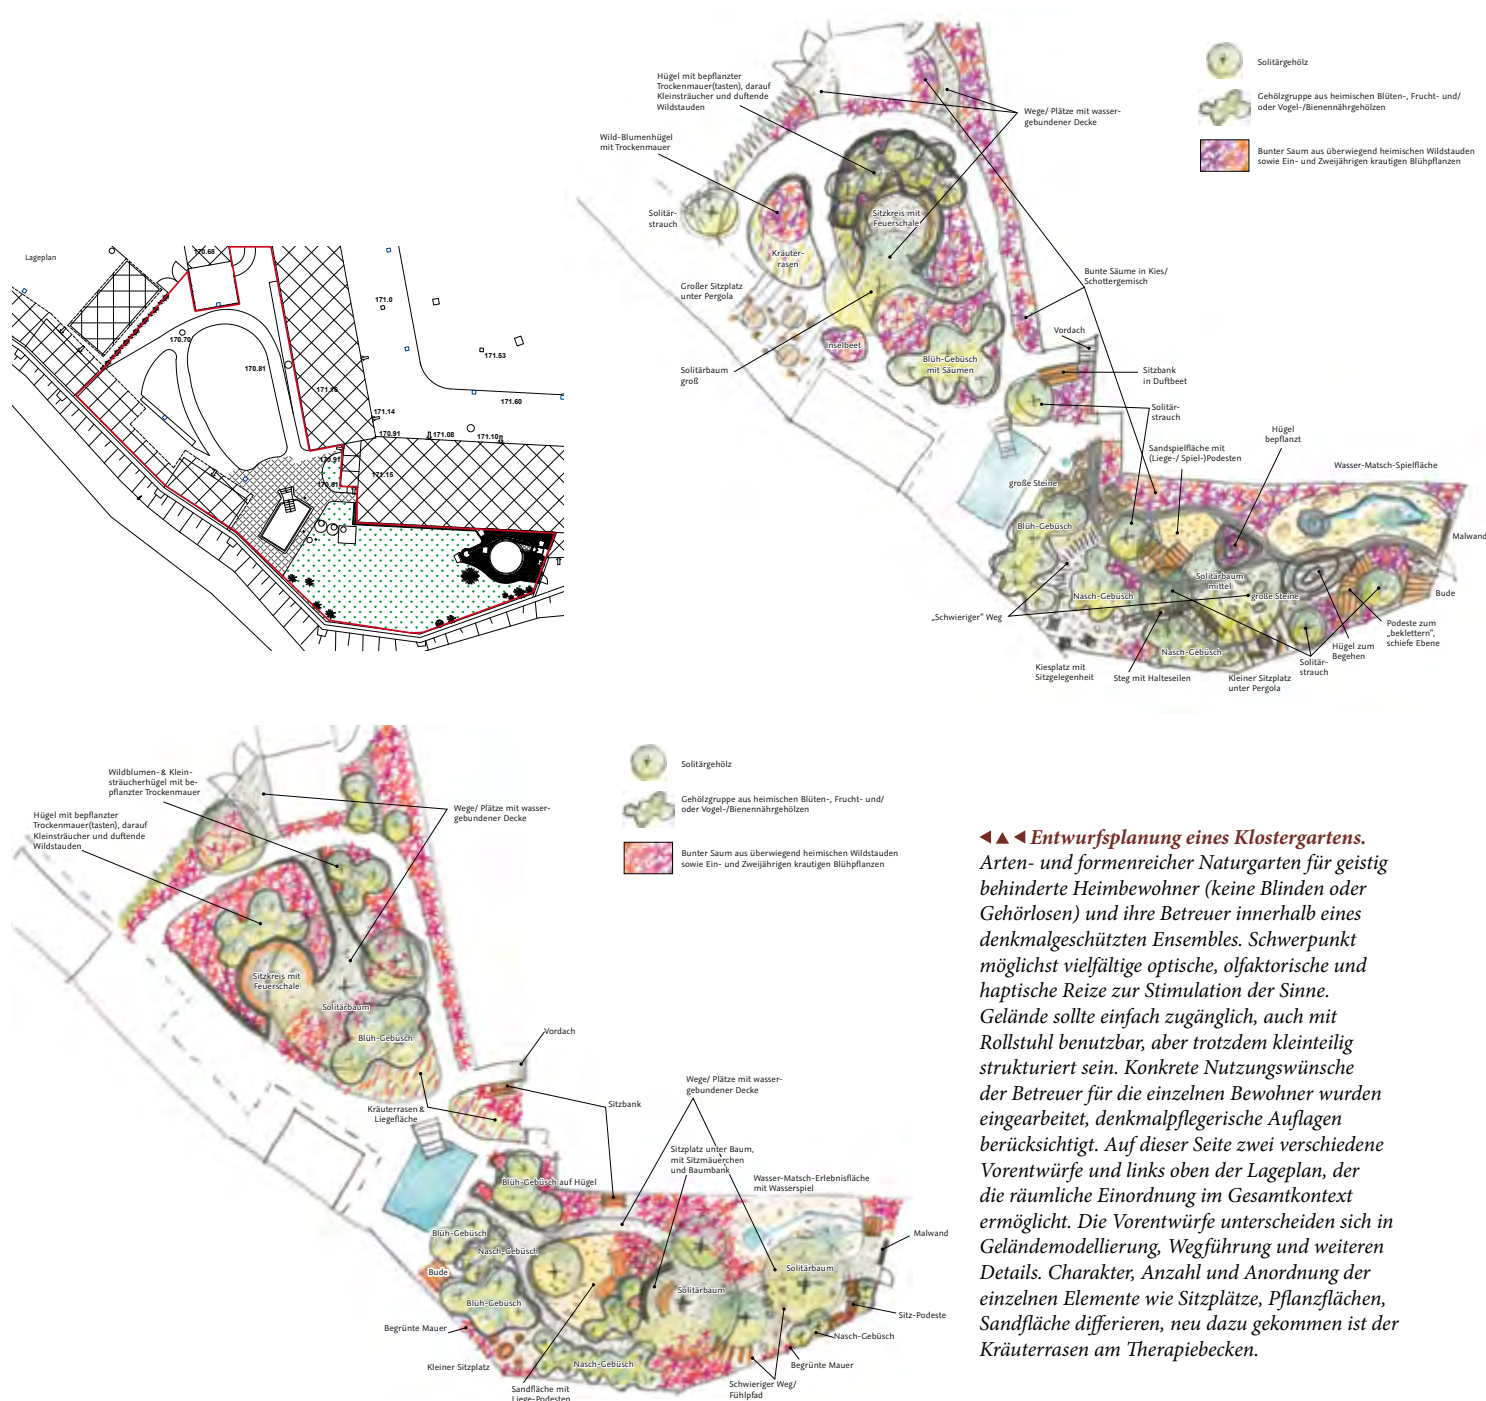 Lageplan
170.68
170.70
170.81
171.15
171.0
171.53
171.60
171.14
170.91
171.08
171.10
171.15
Hügel mit bepflanzter
Trockenmauer(tasten), darauf
Kleinsträucher und duftende
Wildstauden
Wild-Blumenhügel
mit Trockenmauer
Wege/ Plätze mit wasser-
gebundener Decke
Solitär-
strauch
Sitzkreis mit
Feuerschale
Kräuter-
rasen
Großer Sitzplatz
unter Pergola
Bunte Säume in Kies/
Schottergemisch
Vordach
Inselbeet
Blüh-Gebüsch
mit Säumen
Solitärbaum
groß
Sitzbank
in Duftbeet
Solitär-
strauch
Hügel
bepflanzt
Sandspielfläche mit
(Liege-/ Spiel-)Podesten
Wasser-Matsch-Spielfläche
große Steine
Blüh-Gebüsch
Malwand
Solitärbaum
mittel
Nasch-Gebüsch
große Steine
Bude
„Schwieriger“ Weg
Podeste zum
„beklettern“,
schiefe Ebene
Nasch-Gebüsch
Hügel zum
Begehen
Solitär-
strauch
Kiesplatz mit
Sitzgelegenheit
Steg mit Halteseilen
Kleiner Sitzplatz
unter Pergola
Solitärgehölz
Gehölzgruppe aus heimischen Blüten-, Frucht- und/
oder Vogel-/Bienennährgehölzen
Bunter Saum aus überwiegend heimischen Wildstauden
sowie Ein- und Zweijährigen krautigen Blühpflanzen
Wildblumen- & Klein-
sträucherhügel mit be-
pflanzter Trockenmauer
Hügel mit bepflanzter
Trockenmauer(tasten), darauf
Kleinsträucher und duftende
Wildstauden
Wege/ Plätze mit wasser-
gebundener Decke
Sitzkreis mit
Feuerschale
Solitärbaum
Blüh-Gebüsch
Vordach
Kräuterrasen &
Liegefläche
Sitzbank
Wege/ Plätze mit wasser-
gebundener Decke
Sitzplatz unter Baum,
mit Sitzmäuerchen
und Baumbank
Blüh-Gebüsch auf Hügel
Wasser-Matsch-Erlebnisfläche
mit Wasserspiel
Blüh-Gebüsch
Nasch-Gebüsch
Malwand
Bude
Solitärbaum
Solitärbaum
Blüh-Gebüsch
Sitz-Podeste
Begrünte Mauer
Nasch-Gebüsch
Kleiner Sitzplatz
Nasch-Gebüsch
Begrünte Mauer
Sandfläche mit
Liege-Podesten
Schwieriger Weg/
Fühlpfad
Solitärgehölz
Gehölzgruppe aus heimischen Blüten-, Frucht- und/
oder Vogel-/Bienennährgehölzen
Bunter Saum aus überwiegend heimischen Wildstauden
sowie Ein- und Zweijährigen krautigen Blühpflanzen
◀▲◀ Entwurfsplanung eines Klostergartens.
Arten- und formenreicher Naturgarten für geistig
behinderte Heimbewohner (keine Blinden oder
Gehörlosen) und ihre Betreuer innerhalb eines
denkmalgeschützten Ensembles. Schwerpunkt
möglichst vielfältige optische, olfaktorische und
haptische Reize zur Stimulation der Sinne.
Gelände sollte einfach zugänglich, auch mit
Rollstuhl benutzbar, aber trotzdem kleinteilig
strukturiert sein. Konkrete Nutzungswünsche
der Betreuer für die einzelnen Bewohner wurden
eingearbeitet, denkmalpflegerische Auflagen
berücksichtigt. Auf dieser Seite zwei verschiedene
Vorentwürfe und links oben der Lageplan, der
die räumliche Einordnung im Gesamtkontext
ermöglicht. Die Vorentwürfe unterscheiden sich in
Geländemodellierung, Wegführung und weiteren
Details. Charakter, Anzahl und Anordnung der
einzelnen Elemente wie Sitzplätze, Pflanzflächen,
Sandfläche differieren, neu dazu gekommen ist der
Kräuterrasen am Therapiebecken.